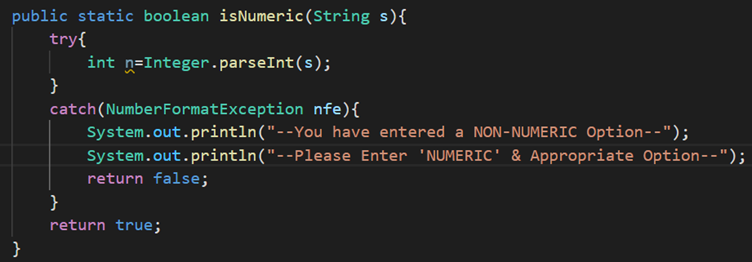 public static boolean isNumeric(String s){
    try{
        int n=Integer.parseInt(s);
    }
    catch(NumberFormatException nfe){
        System.out.println("--You have entered a NON-NUMERIC Option--");
        System.out.println("--Please Enter 'NUMERIC' & Appropriate Option--");
        return false;
    }
    return true;
}